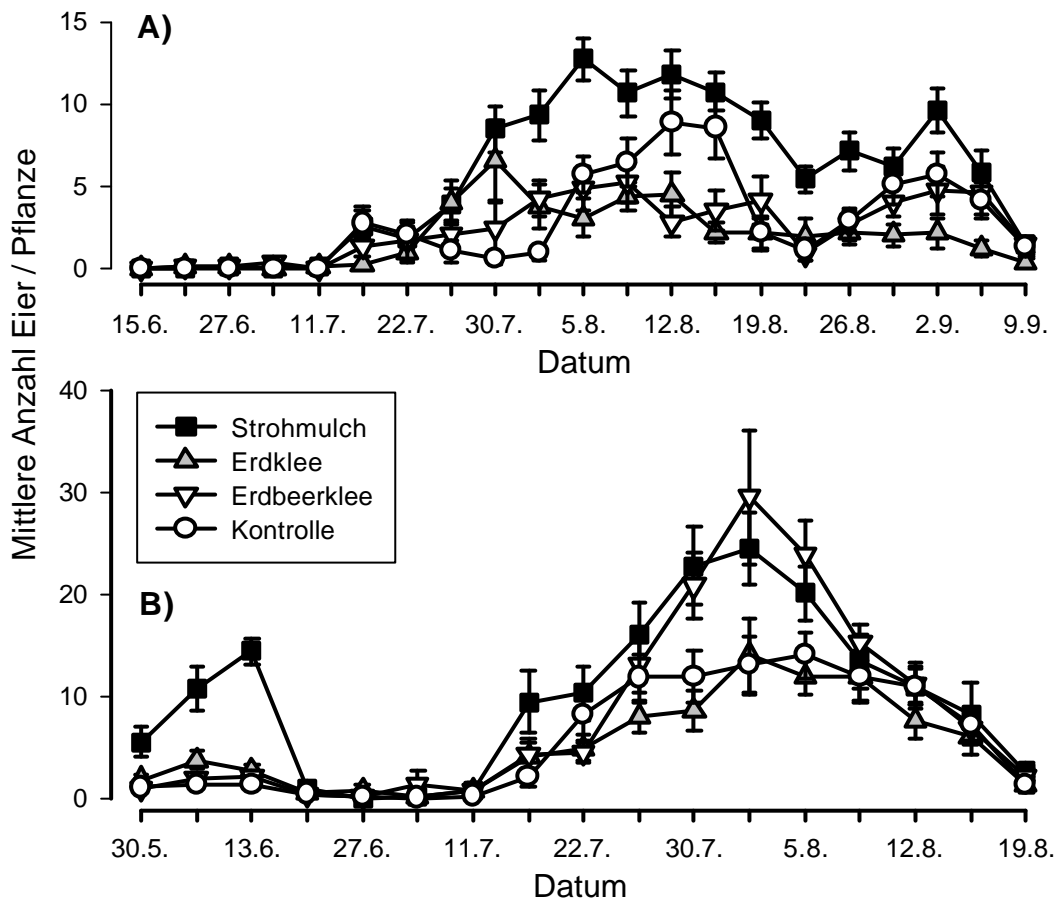 A)
15
10
5
0
15.6. 27.6. 11.7. 22.7. 30.7. 5.8. 12.8. 19.8. 26.8. 2.9. 9.9.
Datum
Mittlere Anzahl Eier / Pflanze
40
30
20
10
0
Strohmulch
Erdklee
Erdbeerklee
Kontrolle
B)
30.5. 13.6. 27.6. 11.7. 22.7. 30.7. 5.8. 12.8. 19.8.
Datum